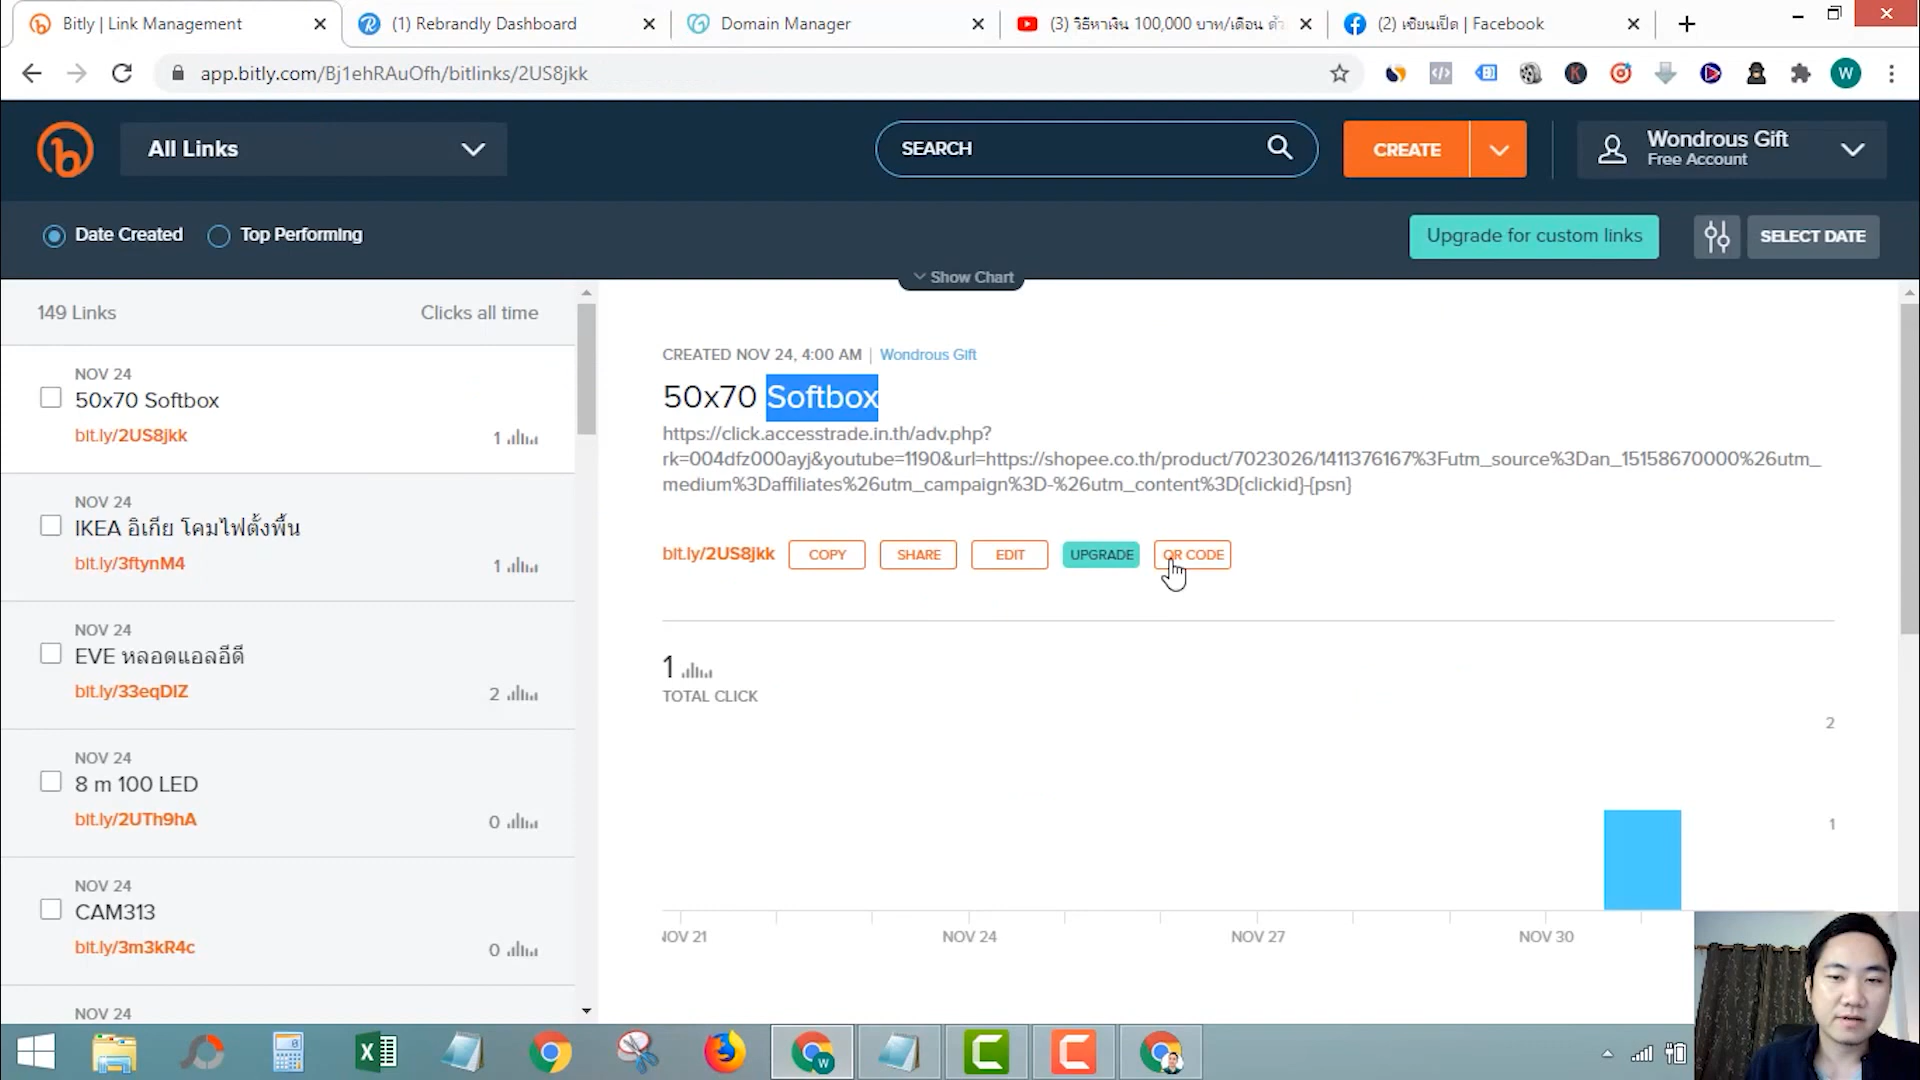 Bitly | Link Management
(1) Rebrandly Dashboard
Domain Manager
(3) วิธีหาเงิน 100,000 บาท/เดือน ด้ว
(2) เซียนเป็ด | Facebook
app.bitly.com/Bj1ehRAuOfh/bitlinks/2US8jkk
W
All Links
SEARCH
CREATE
Wondrous Gift
Free Account
Date Created
Top Performing
Upgrade for custom links
SELECT DATE
Show Chart
149 Links
Clicks all time
NOV 24
50x70 Softbox
bit.ly/2US8jkk
1
NOV 24
IKEA อิเกีย โคมไฟตั้งพื้น
bit.ly/3ftynM4
1
NOV 24
EVE หลอดแอลอีดี
bit.ly/33eqDIZ
2
NOV 24
8 m 100 LED
bit.ly/2UTh9hA
0
NOV 24
CAM313
bit.ly/3m3kR4c
0
NOV 24
CREATED NOV 24, 4:00 AM | Wondrous Gift
50x70 Softbox
https://click.accesstrade.in.th/adv.php?
rk=004dfz000ayj&youtube=1190&url=https://shopee.co.th/product/7023026/1411376167%3Futm_source%3Dan_15158670000%26utm_
medium%3Daffiliates%26utm_campaign%3D-%26utm_content%3D{clickid}-{psn}
bit.ly/2US8jkk
COPY
SHARE
EDIT
UPGRADE
QR CODE
1
TOTAL CLICK
2
1
NOV 21
NOV 24
NOV 27
NOV 30